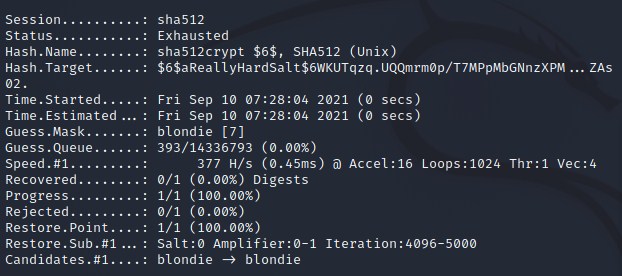 Session..........: sha512
Status...........: Exhausted
Hash.Name........: sha512crypt $6$, SHA512 (Unix)
Hash.Target......: $6$aReallyHardSalt$6WKUTqzq.UQQmrm0p/T7MPpMbGNnzXPM...ZAs
02.
Time.Started.....: Fri Sep 10 07:28:04 2021 (0 secs)
Time.Estimated...: Fri Sep 10 07:28:04 2021 (0 secs)
Guess.Mask.......: blondie [7]
Guess.Queue......: 393/14336793 (0.00%)
Speed.#1.........:      377 H/s (0.45ms) @ Accel:16 Loops:1024 Thr:1 Vec:4
Recovered........: 0/1 (0.00%) Digests
Progress.........: 1/1 (100.00%)
Rejected.........: 0/1 (0.00%)
Restore.Point....: 1/1 (100.00%)
Restore.Sub.#1...: Salt:0 Amplifier:0-1 Iteration:4096-5000
Candidates.#1....: blondie -> blondie